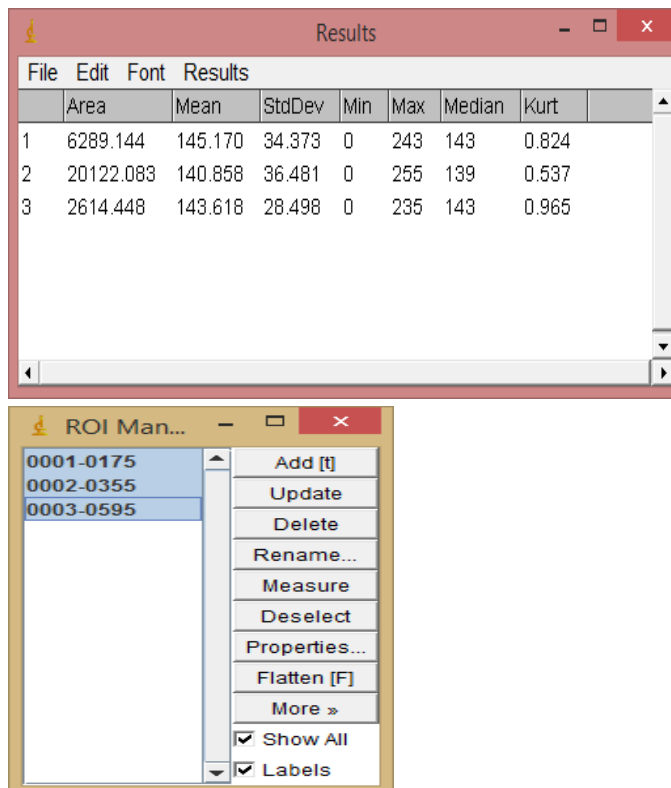 Results
File Edit Font Results
Area Mean StdDev Min Max Median Kurt
1 6289.144 145.170 34.373 0 243 143 0.824
2 20122.083 140.858 36.481 0 255 139 0.537
3 2614.448 143.618 28.498 0 235 143 0.965
ROI Man...
0001-0175
0002-0355
0003-0595
Add [t]
Update
Delete
Rename...
Measure
Deselect
Properties...
Flatten [F]
More »
Show All
Labels